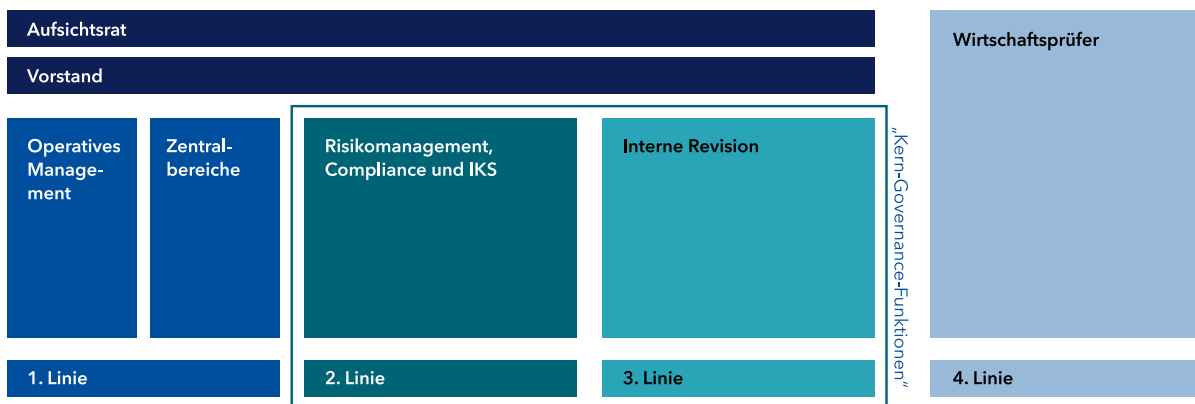 Aufsichtsrat
Vorstand
Operatives
Manage-
ment
Zentral-
bereiche
Risikomanagement,
Compliance und IKS
Interne Revision
„Kern-Governance-Funktionen“
Wirtschaftsprüfer
1. Linie
2. Linie
3. Linie
4. Linie